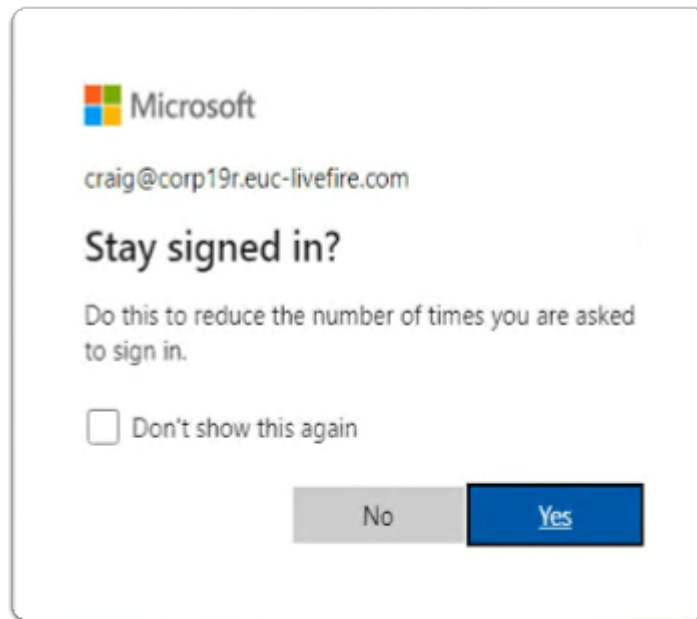 Microsoft
craig@corp19r.euc-livefire.com
Stay signed in?
Do this to reduce the number of times you are asked
to sign in.
Don't show this again
No
Yes